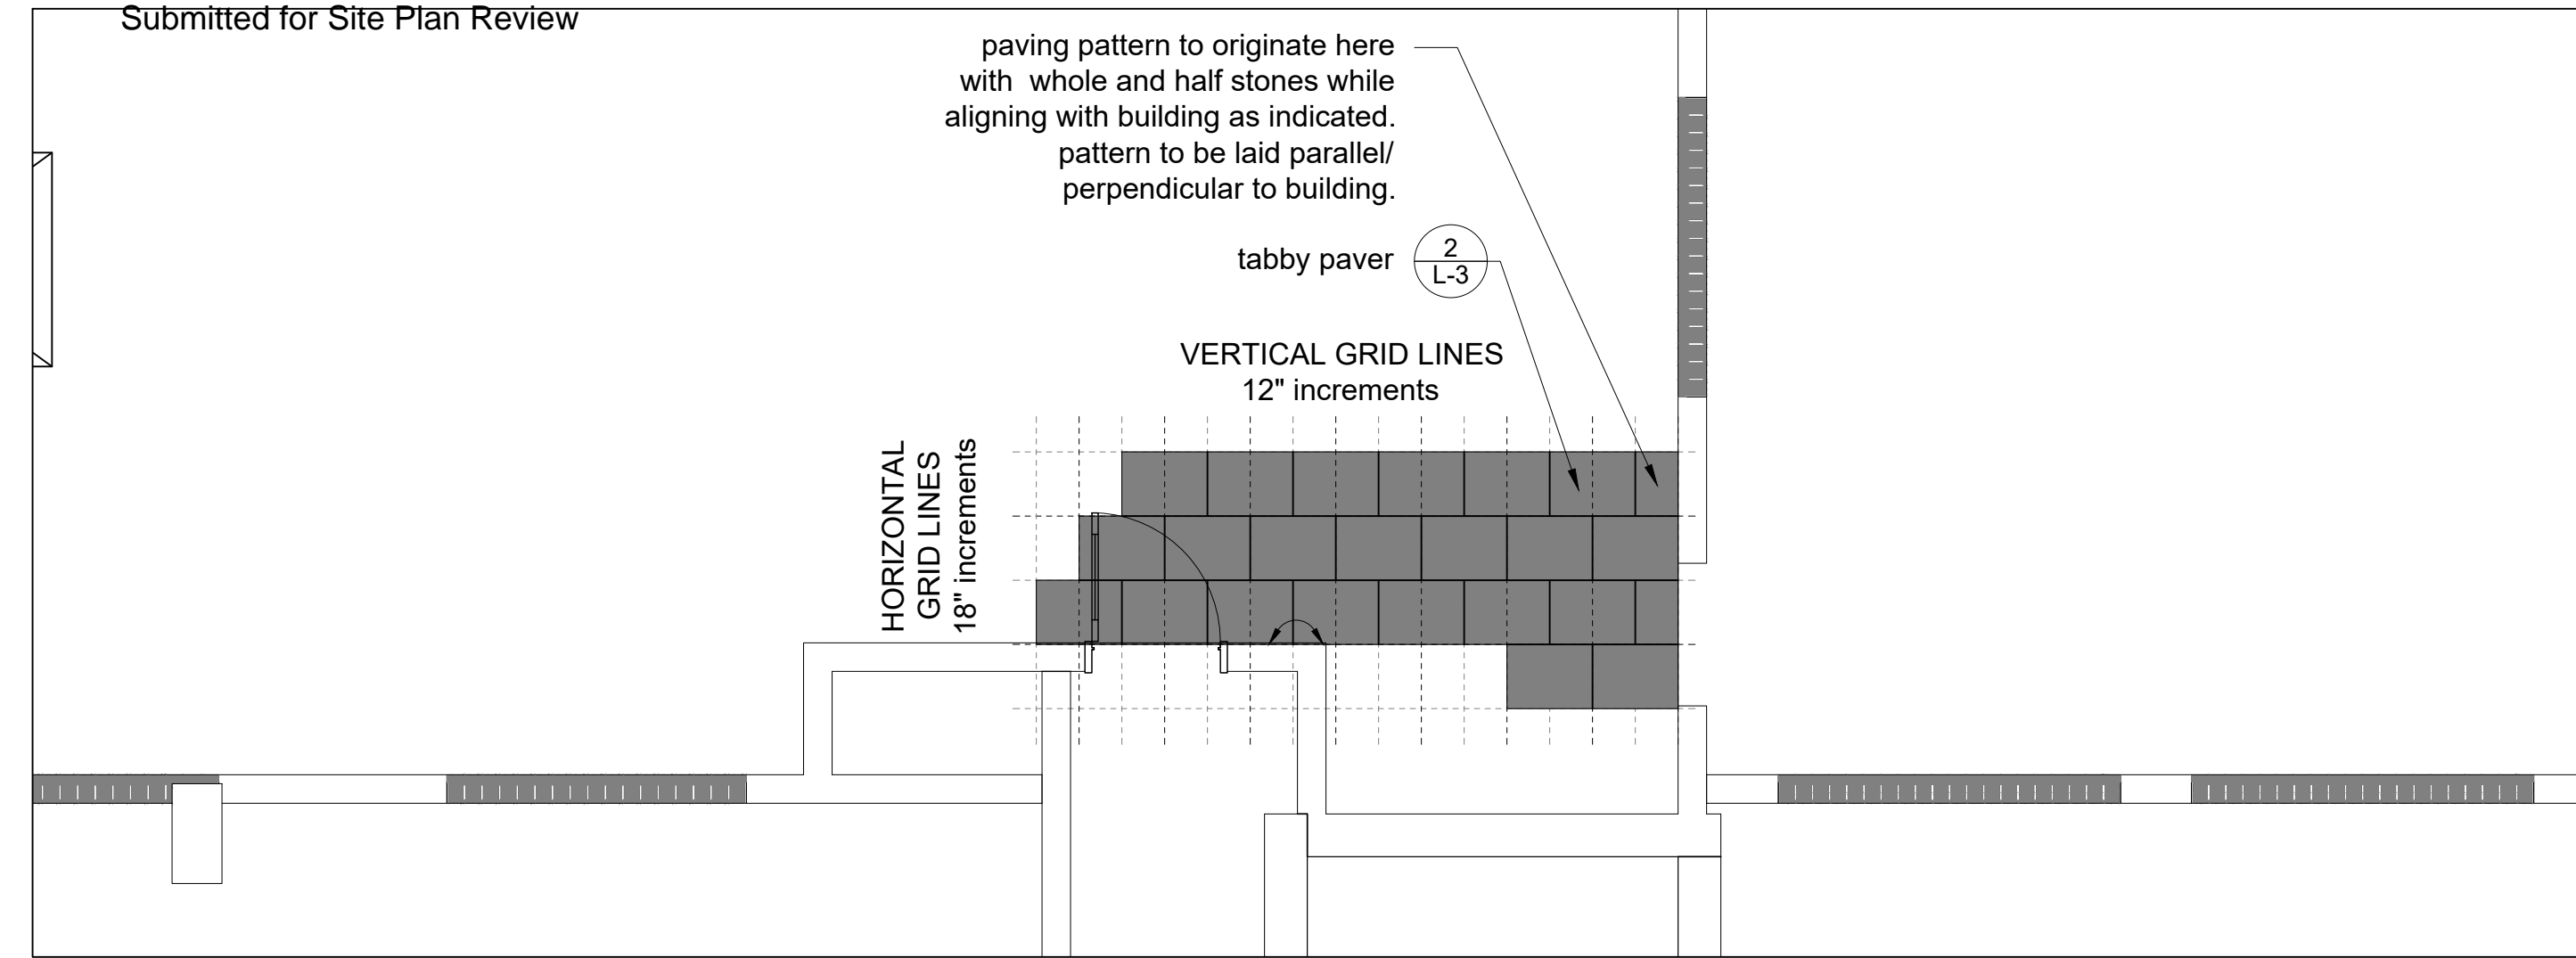 Submitted for Site Plan Review
paving pattern to originate here
with whole and half stones while
aligning with building as indicated.
pattern to be laid parallel/
perpendicular to building.
tabby paver
2
L-3
VERTICAL GRID LINES
12" increments
HORIZONTAL
GRID LINES
18" increments